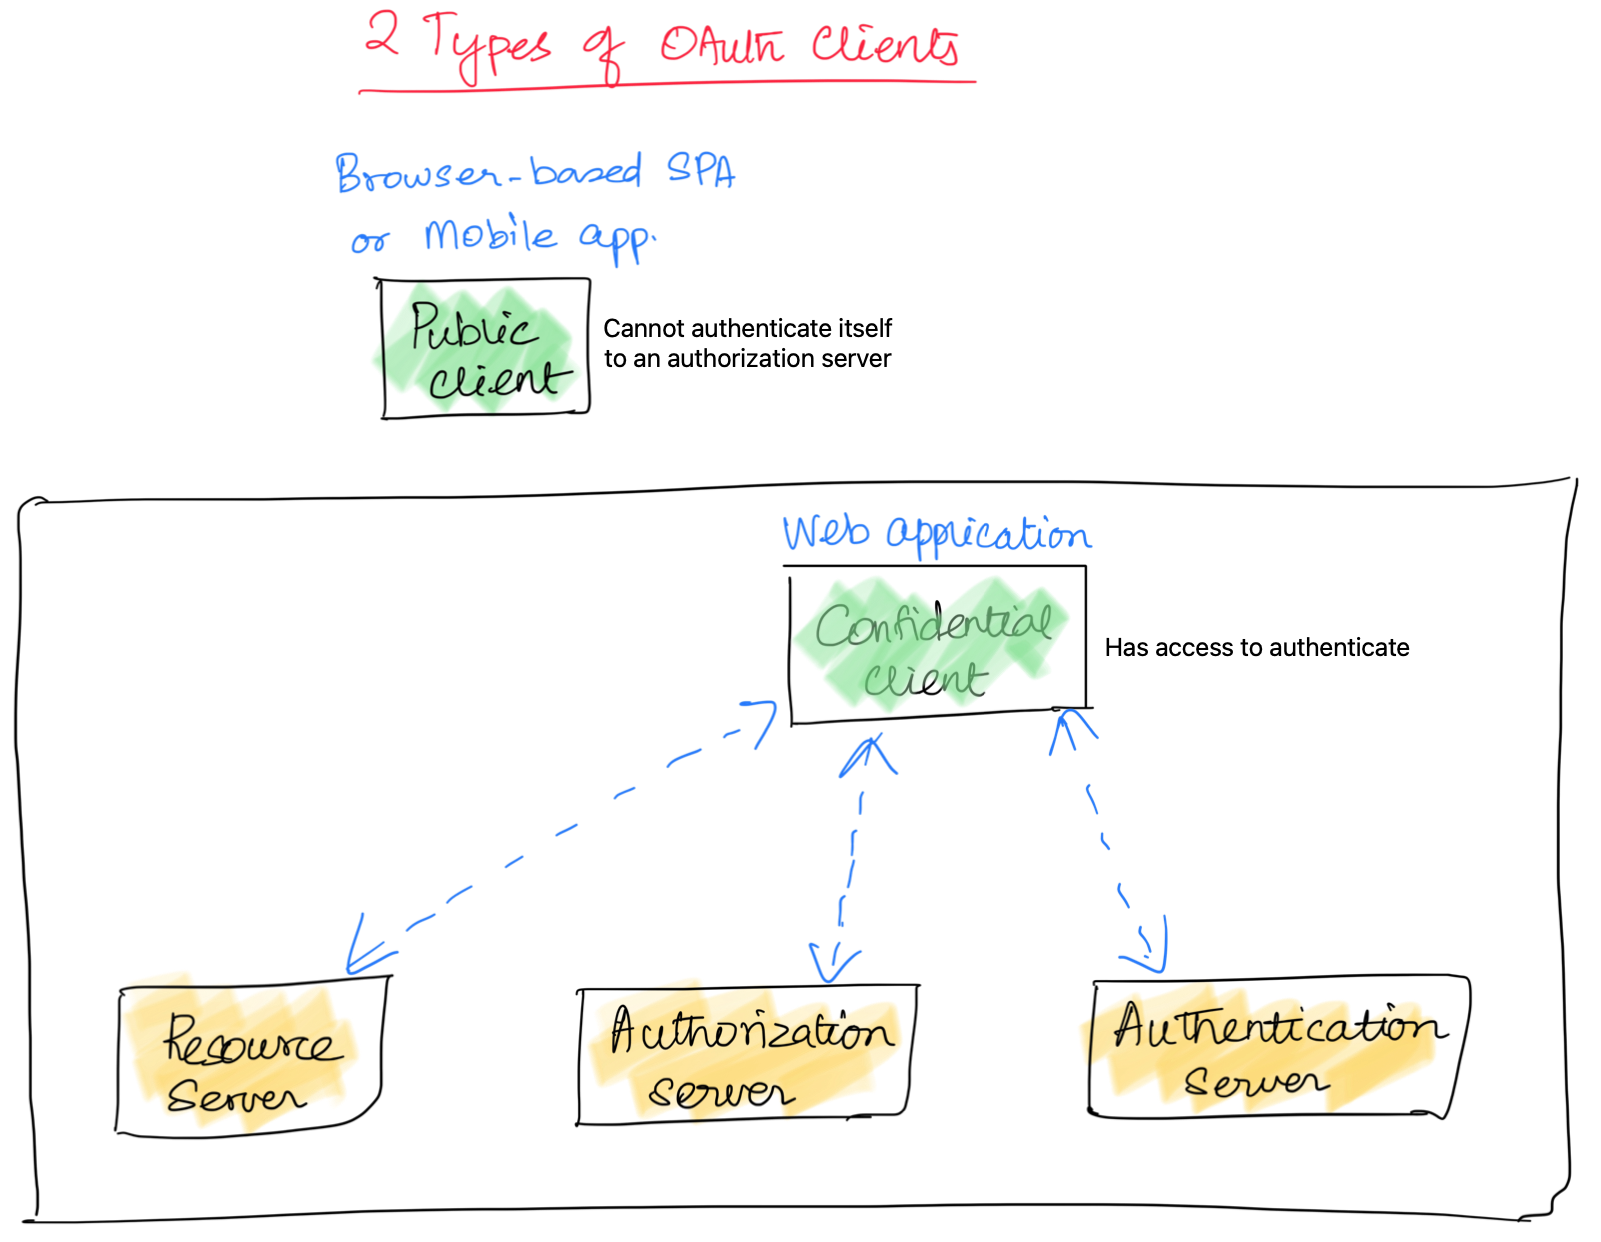 2 Types of OAuth Clients
Browser-based SPA
or Mobile app.
Public
client
Cannot authenticate itself
to an authorization server
Web application
Confidential
client
Has access to authenticate
Resource
Server
Authorization
server
Authentication
server